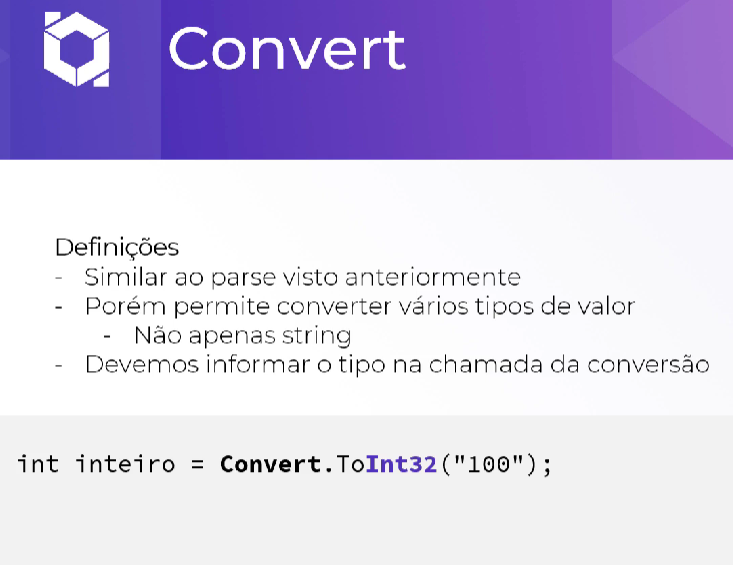 Convert
Definições
- Similar ao parse visto anteriormente
- Porém permite converter vários tipos de valor
- Não apenas string
- Devemos informar o tipo na chamada da conversão
int inteiro = Convert.ToInt32("100");